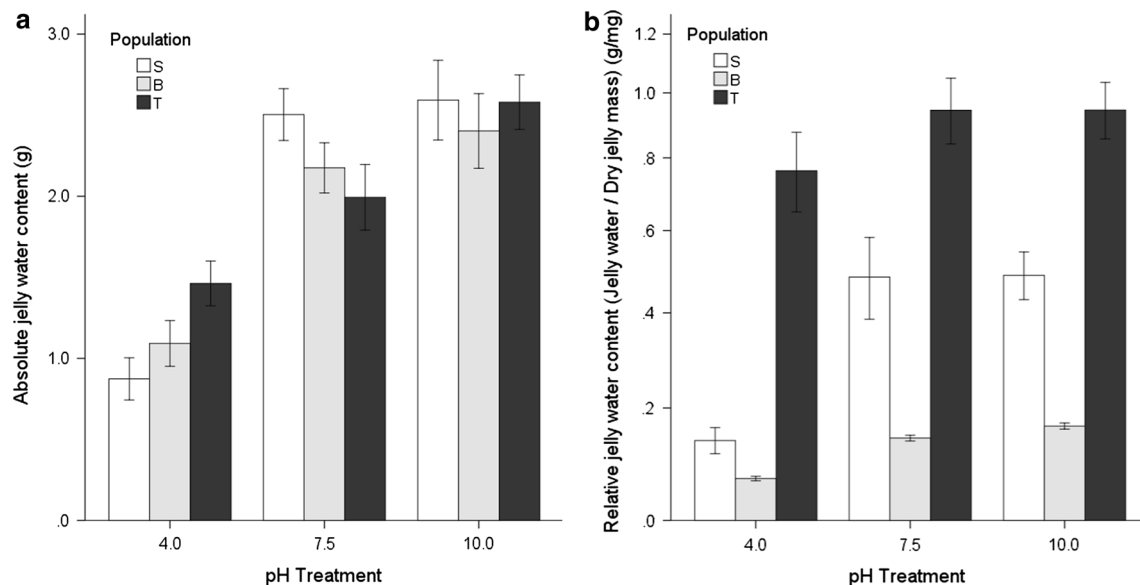 a
Population
S
B
T
Absolute jelly water content (g)
3.0
2.0
1.0
.0
4.0 7.5 10.0
pH Treatment
b
Population
S
B
T
Relative jelly water content (Jelly water / Dry jelly mass) (g/mg)
1.2
1.0
.8
.6
.4
.2
.0
4.0 7.5 10.0
pH Treatment